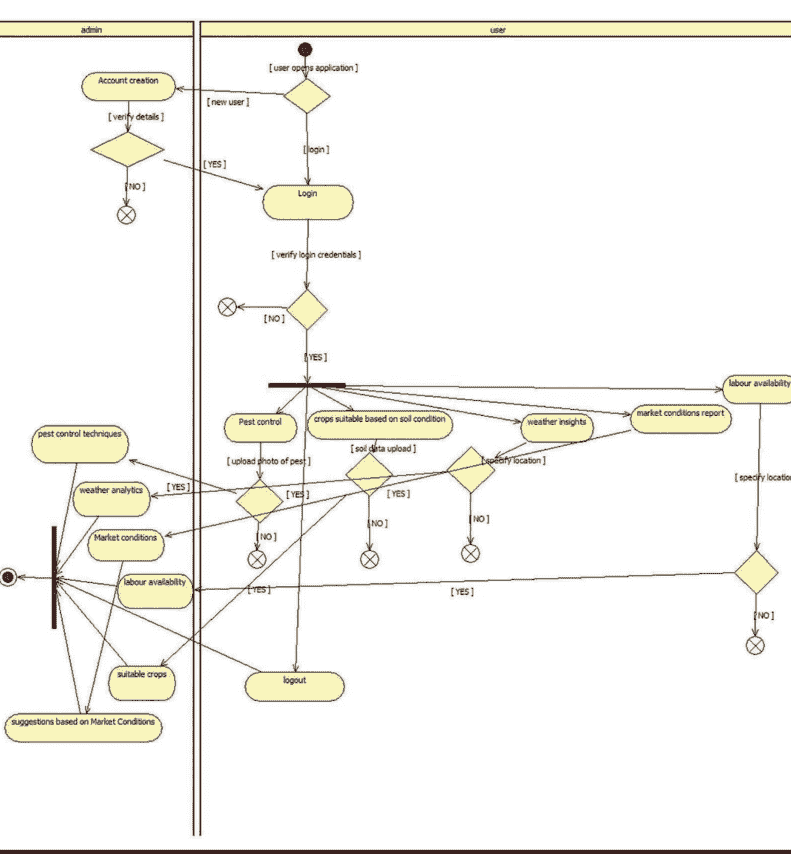 admin
user
[ user opens application ]
Account creation
[ new user ]
[ verify details ]
[ login ]
[ YES ]
[ NO ]
Login
[ verify login credentials ]
[ NO ]
[ YES ]
labour availability
Pest control
crops suitable based on soil condition
weather insights
market conditions report
pest control techniques
[ soil data upload ]
[ upload photo of pest ]
[ specify location ]
[ specify location
weather analytics
[ YES ]
[ YES ]
[ YES ]
[ NO ]
[ NO ]
[ NO ]
Market conditions
labour availability
[ YES ]
[ YES ]
[ NO ]
suitable crops
logout
suggestions based on Market Conditions